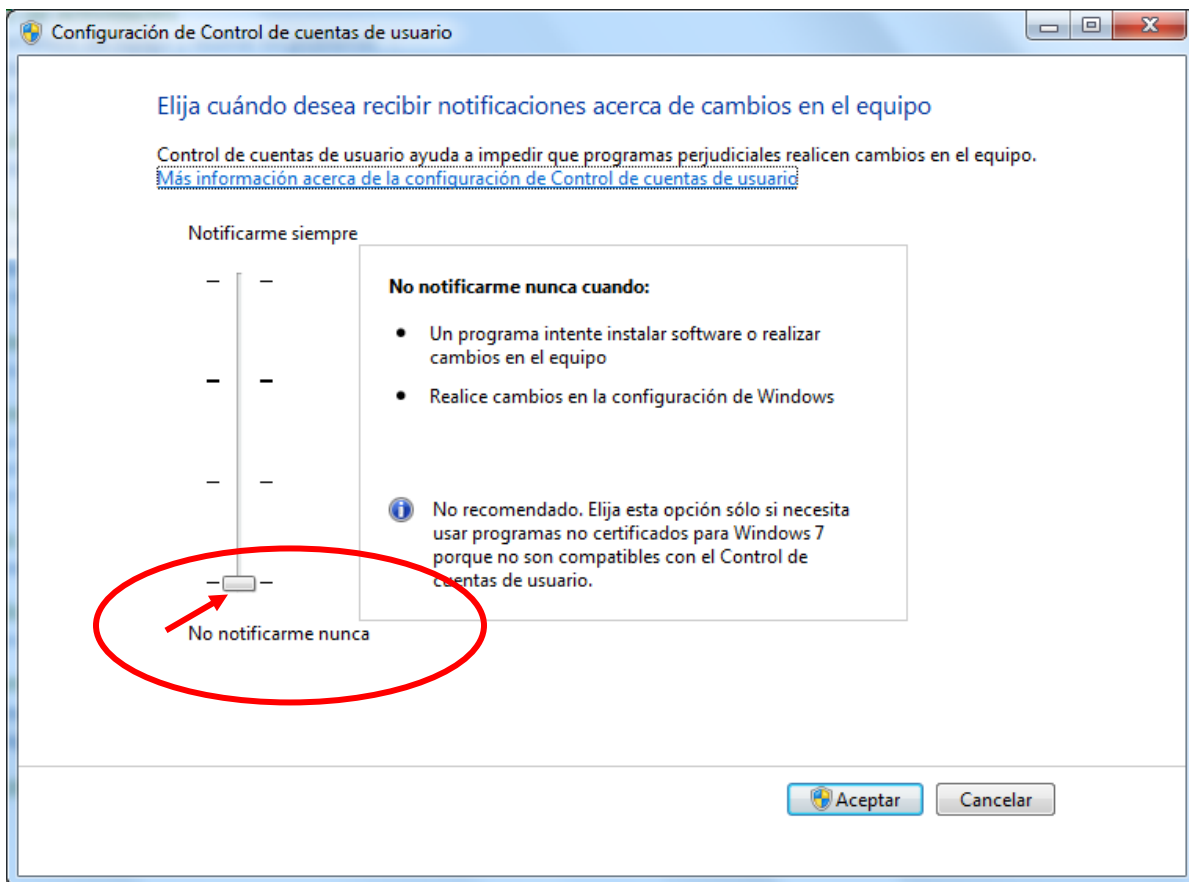 Configuración de Control de cuentas de usuario
Elija cuándo desea recibir notificaciones acerca de cambios en el equipo
Control de cuentas de usuario ayuda a impedir que programas perjudiciales realicen cambios en el equipo.
Más información acerca de la configuración de Control de cuentas de usuario
Notificarme siempre
No notificarme nunca cuando:
• Un programa intente instalar software o realizar
cambios en el equipo
• Realice cambios en la configuración de Windows
No recomendado. Elija esta opción sólo si necesita
usar programas no certificados para Windows 7
porque no son compatibles con el Control de
cuentas de usuario.
No notificarme nunca
Aceptar
Cancelar